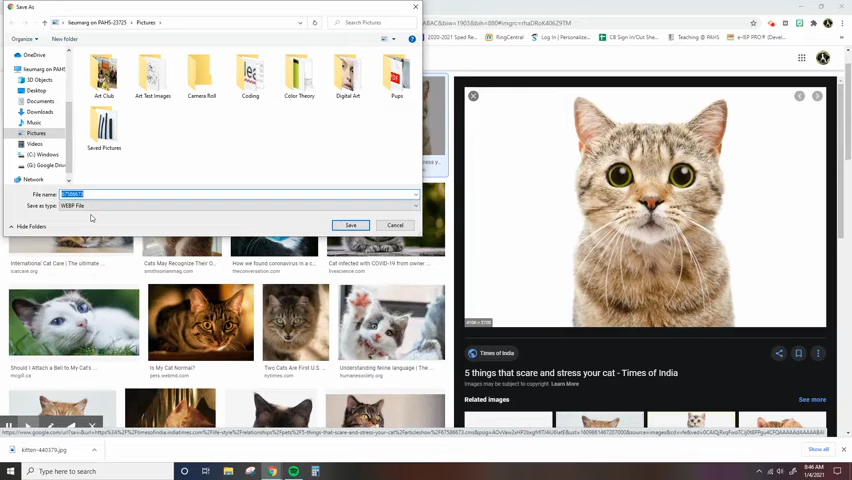 Save As
lieumarg on PAHS-23725 > Pictures >
Search Pictures
Organize
New folder
OneDrive
lieumarg on PAHS
3D Objects
Desktop
Documents
Downloads
Music
Pictures
Videos
(C:) Windows
(G:) Google Driv
Network
Art Club
Art Test Images
Camera Roll
Coding
Color Theory
Digital Art
Pups
Saved Pictures
File name: 67586673
Save as type: WEBP File
Hide Folders
Save
Cancel
2020-2021 Sped Re
RingCentral
Log In | Personalize...
CB Sign In/Sign Out...
Teaching @ PAHS
e-IEP PRO®
International Cat Care | The ultimate ...
icatcare.org
Cats May Recognize Their O...
smithsonianmag.com
How we found coronavirus in a c...
theconversation.com
Cat infected with COVID-19 from owner ...
livescience.com
Should I Attach a Bell to My Cat's ...
mcgill.ca
Is My Cat Normal?
pets.webmd.com
Two Cats Are First U.S. ...
nytimes.com
Understanding feline language | The ...
humanesociety.org
Times of India
5 things that scare and stress your cat - Times of India
Images may be subject to copyright. Learn More
Related images
See more
kitten-440379.jpg
Show all
Type here to search
8:46 AM
1/4/2021